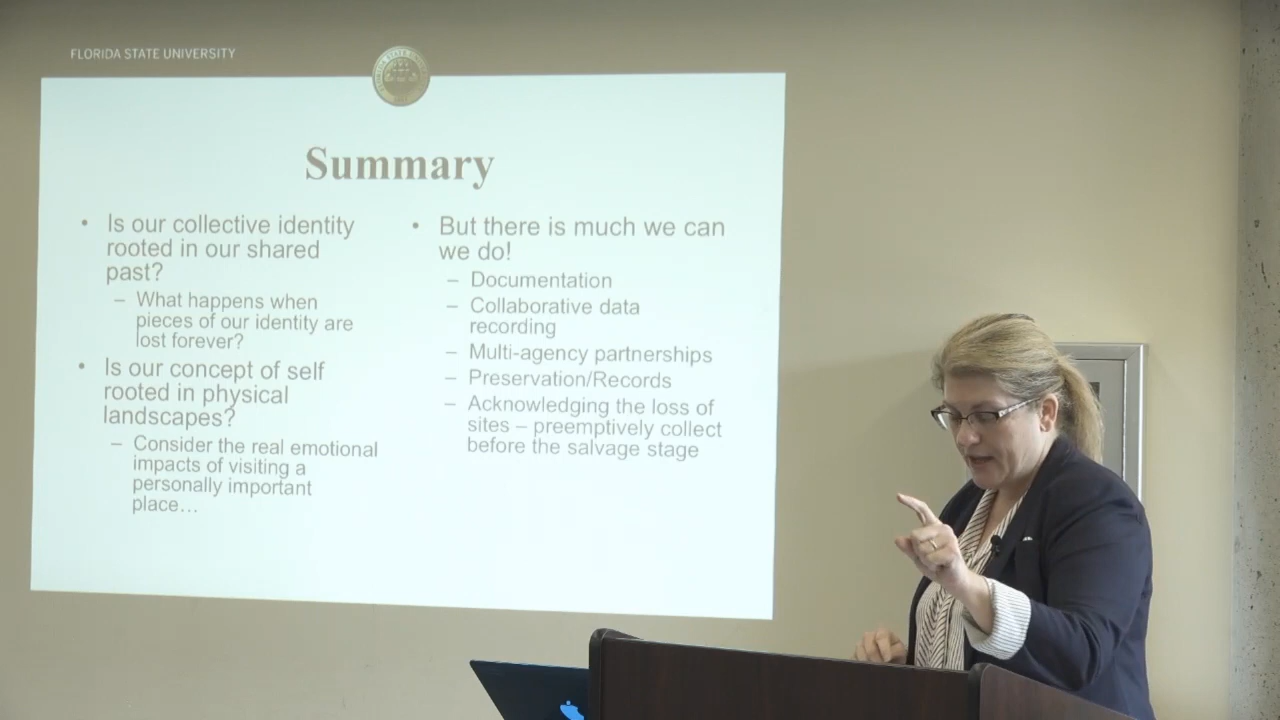 FLORIDA STATE UNIVERSITY
Summary
• Is our collective identity
rooted in our shared
past?
– What happens when
pieces of our identity are
lost forever?
• Is our concept of self
rooted in physical
landscapes?
– Consider the real emotional
impacts of visiting a
personally important
place…
• But there is much we can
we do!
– Documentation
– Collaborative data
recording
– Multi-agency partnerships
– Preservation/Records
– Acknowledging the loss of
sites – preemptively collect
before the salvage stage